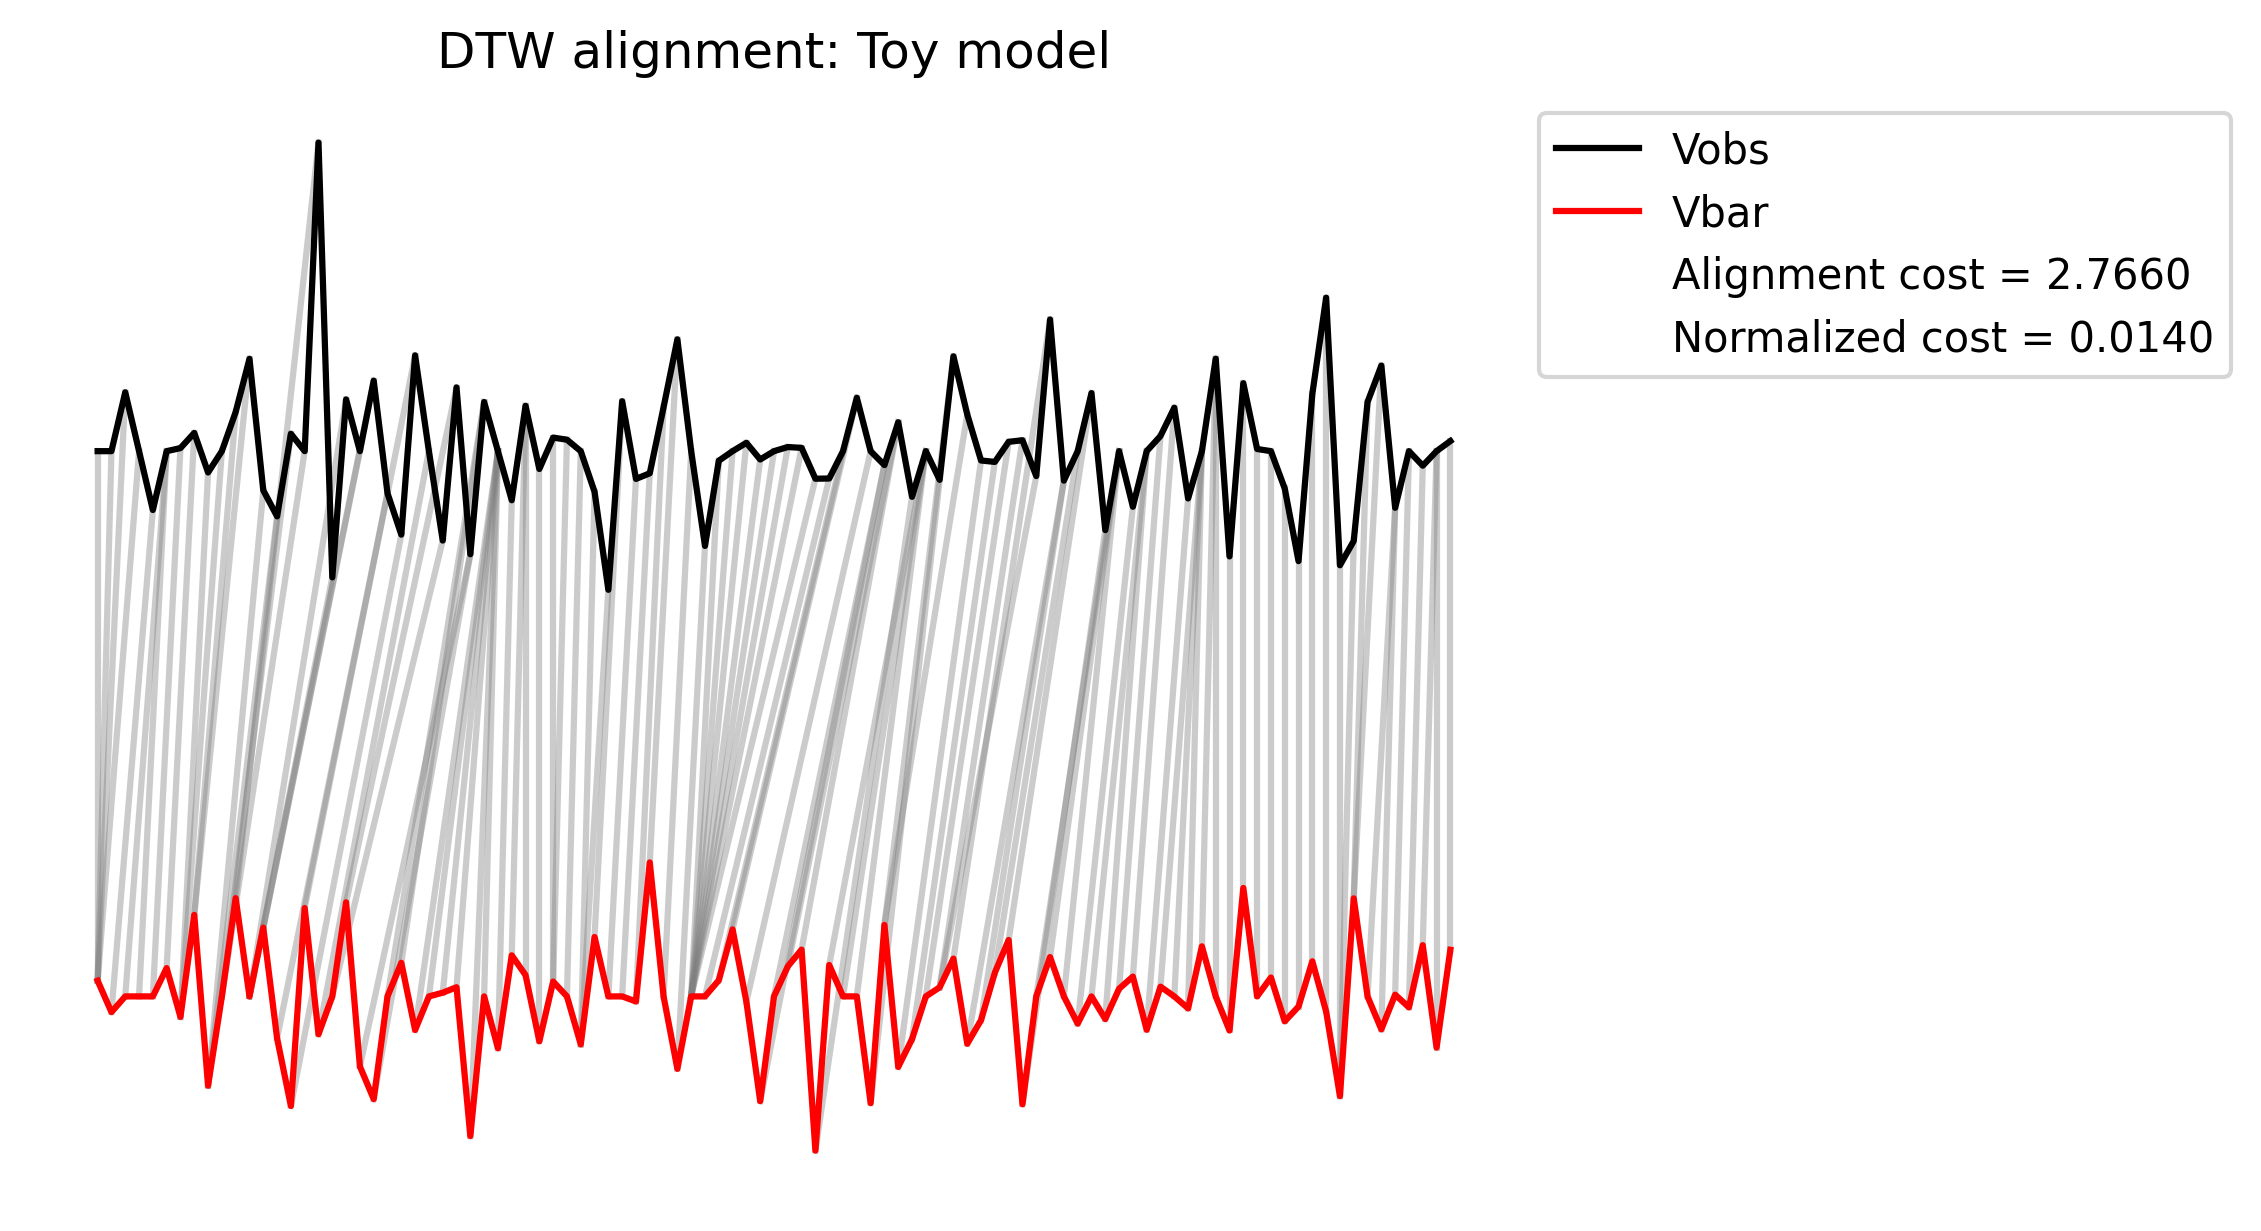 DTW alignment: Toy model
Vobs
Vbar
Alignment cost = 2.7660
Normalized cost = 0.0140